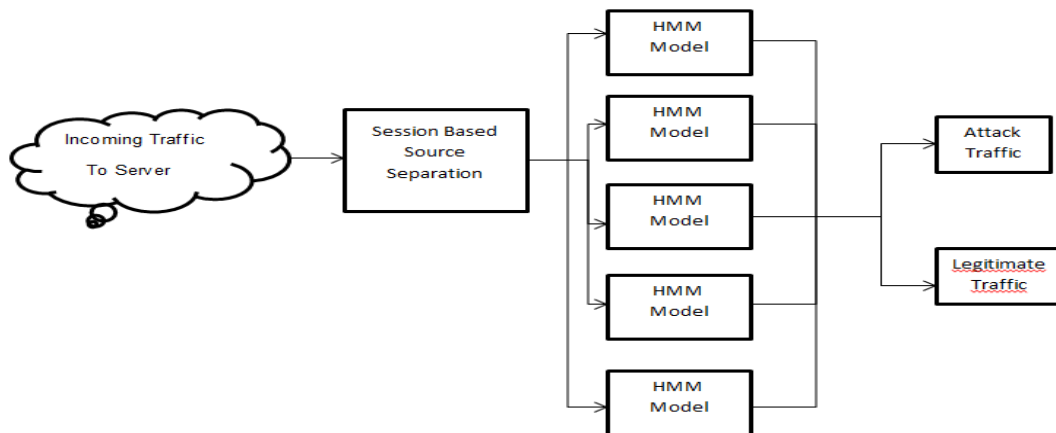 Incoming Traffic
To Server
Session Based
Source
Separation
HMM
Model
HMM
Model
HMM
Model
HMM
Model
HMM
Model
Attack
Traffic
Legitimate
Traffic